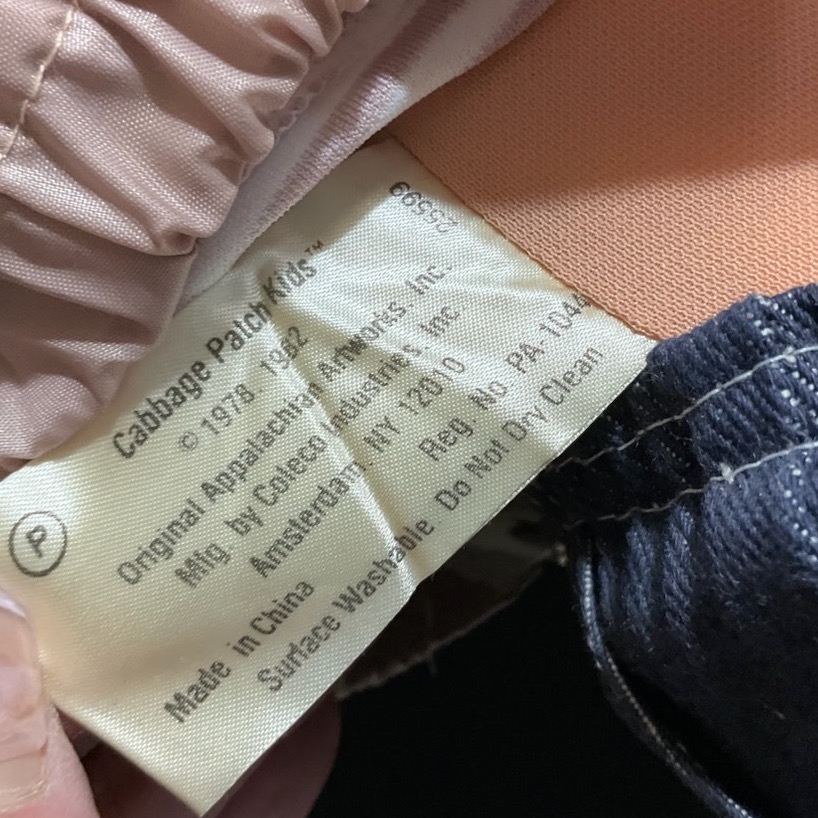 25599
Cabbage Patch Kids™
© 1978 1982
Original Appalachian Artworks. Inc.
Mfg. by Coleco Industries, Inc.
Amsterdam, NY 12010
Reg. No. PA-1044
Made in China
Surface Washable Do Not Dry Clean
P